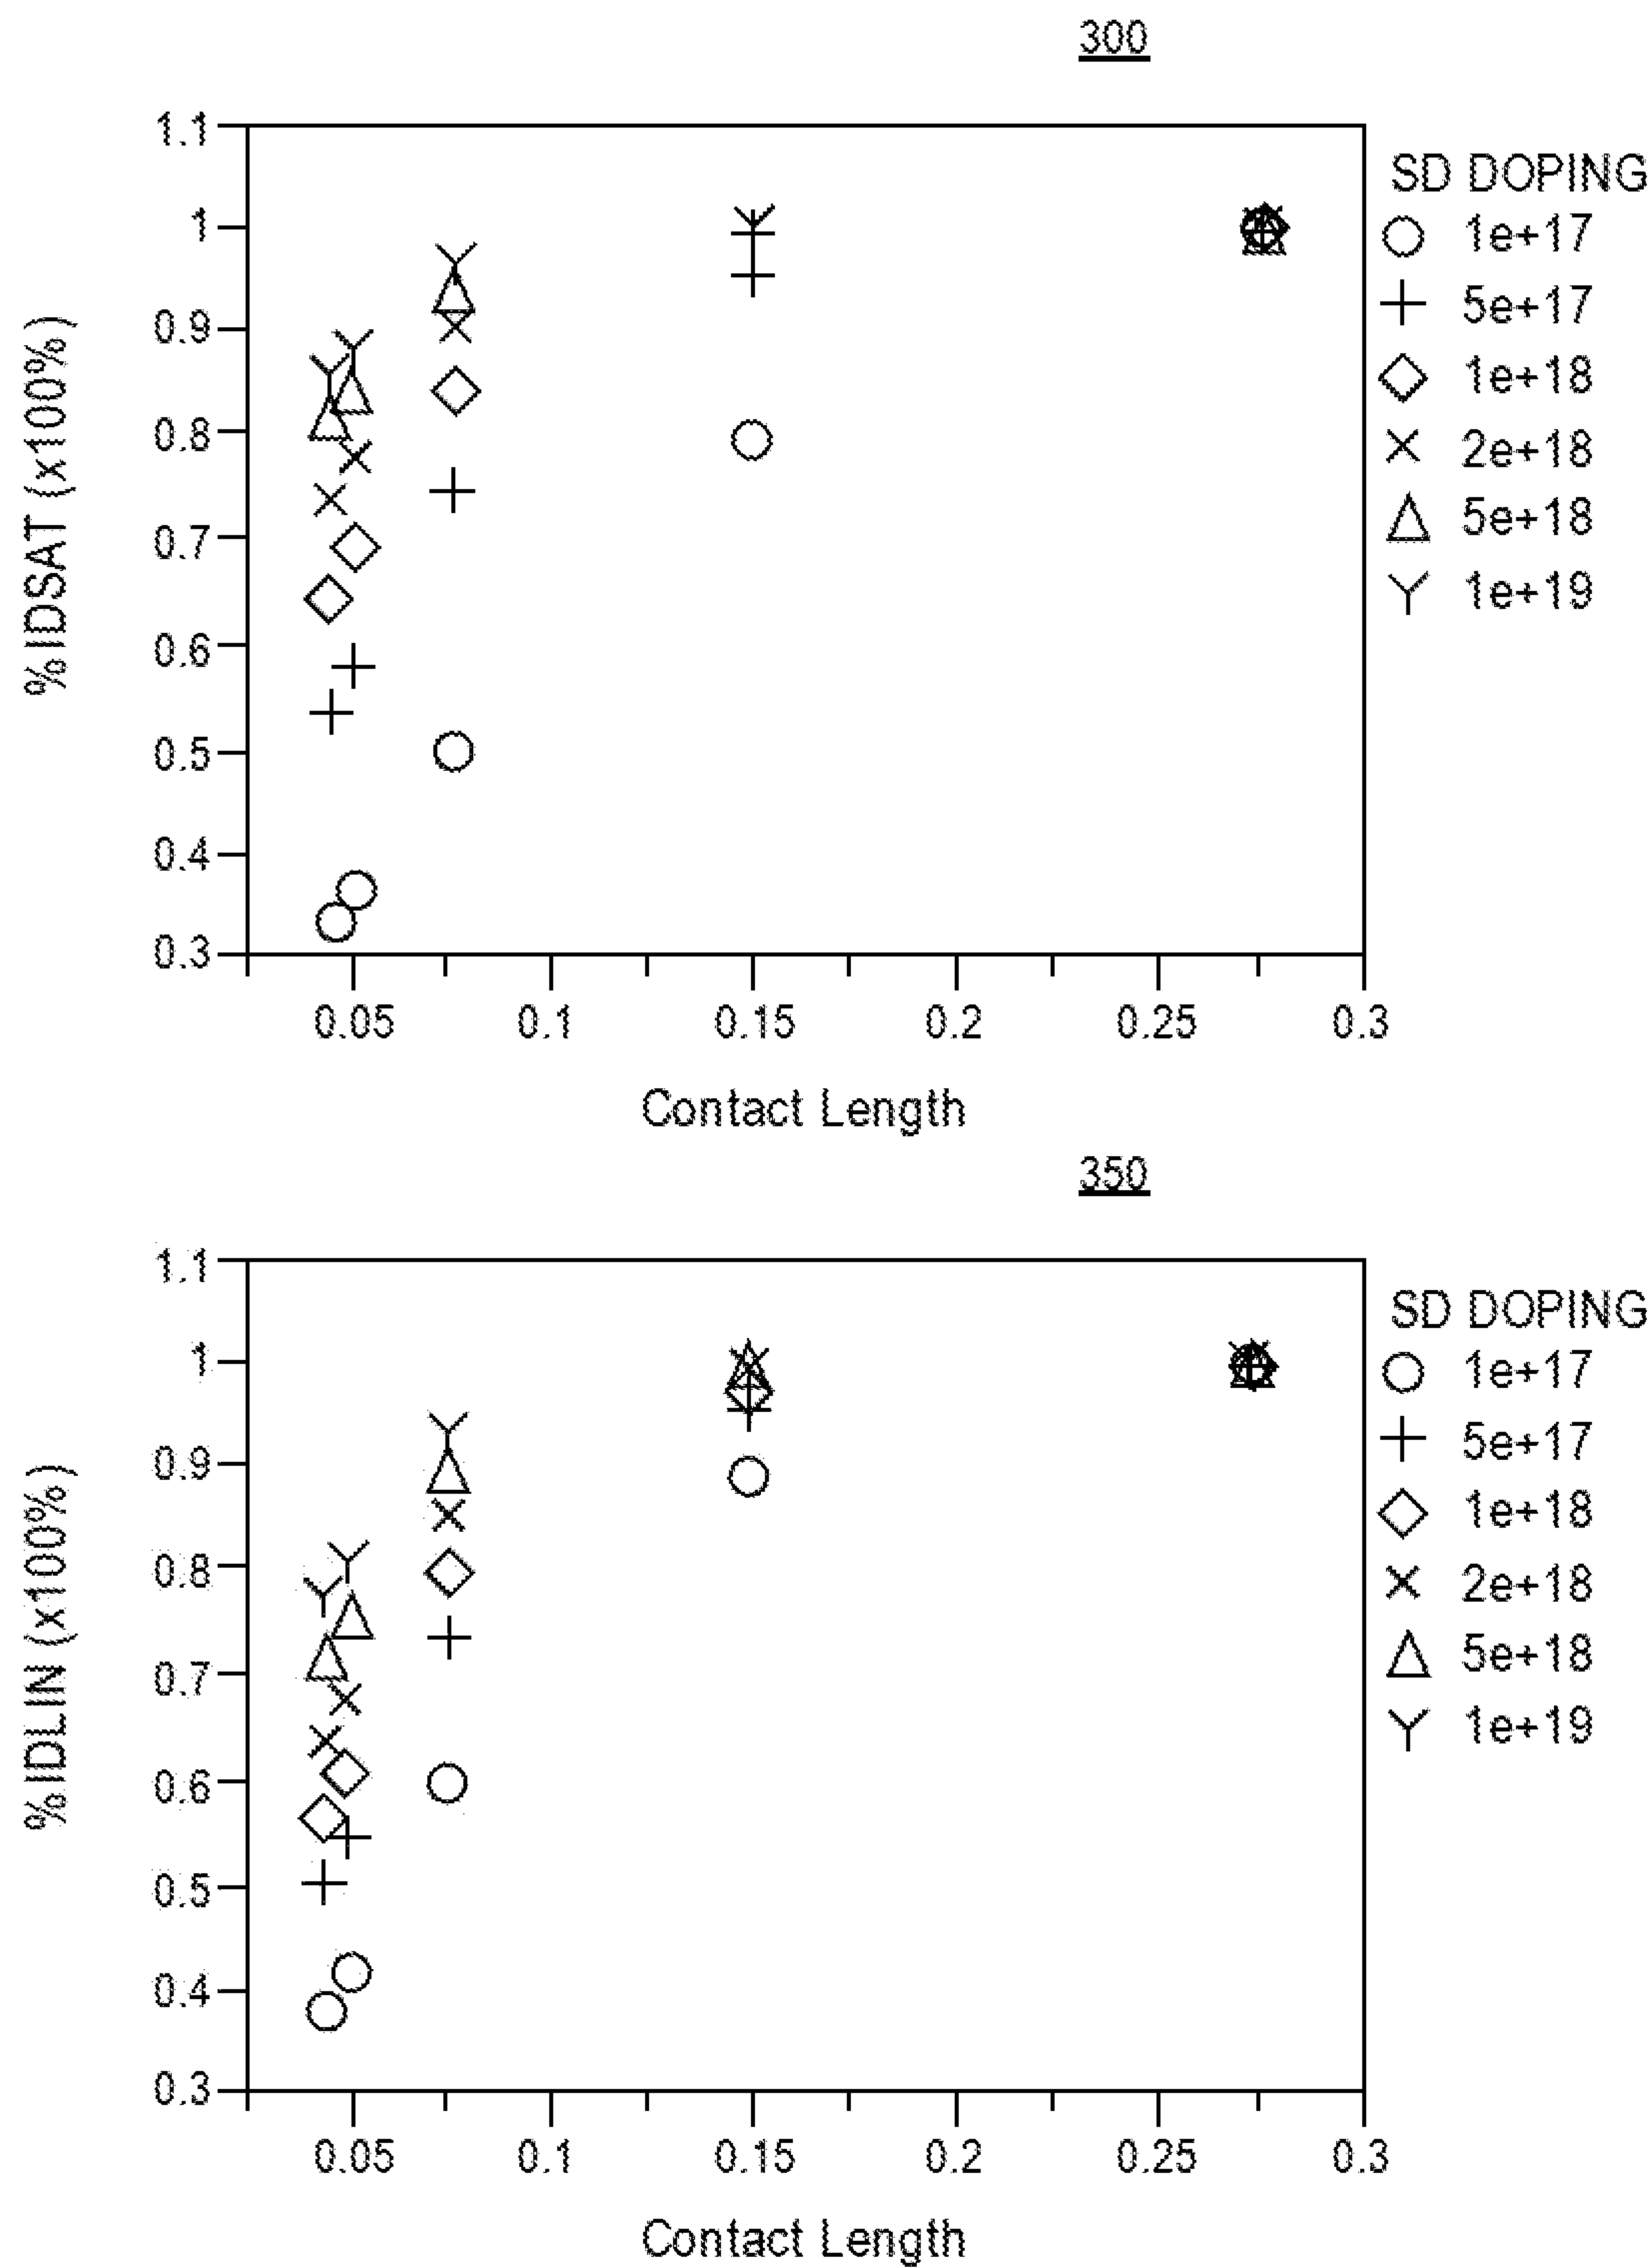 300
%IDSAT (x100%)
1.1
1
0.9
0.8
0.7
0.6
0.5
0.4
0.3
0.05 0.1 0.15 0.2 0.25 0.3
Contact Length
SD DOPING
1e+17
5e+17
1e+18
2e+18
5e+18
1e+19
350
%IDLIN (x100%)
1.1
1
0.9
0.8
0.7
0.6
0.5
0.4
0.3
0.05 0.1 0.15 0.2 0.25 0.3
Contact Length
SD DOPING
1e+17
5e+17
1e+18
2e+18
5e+18
1e+19